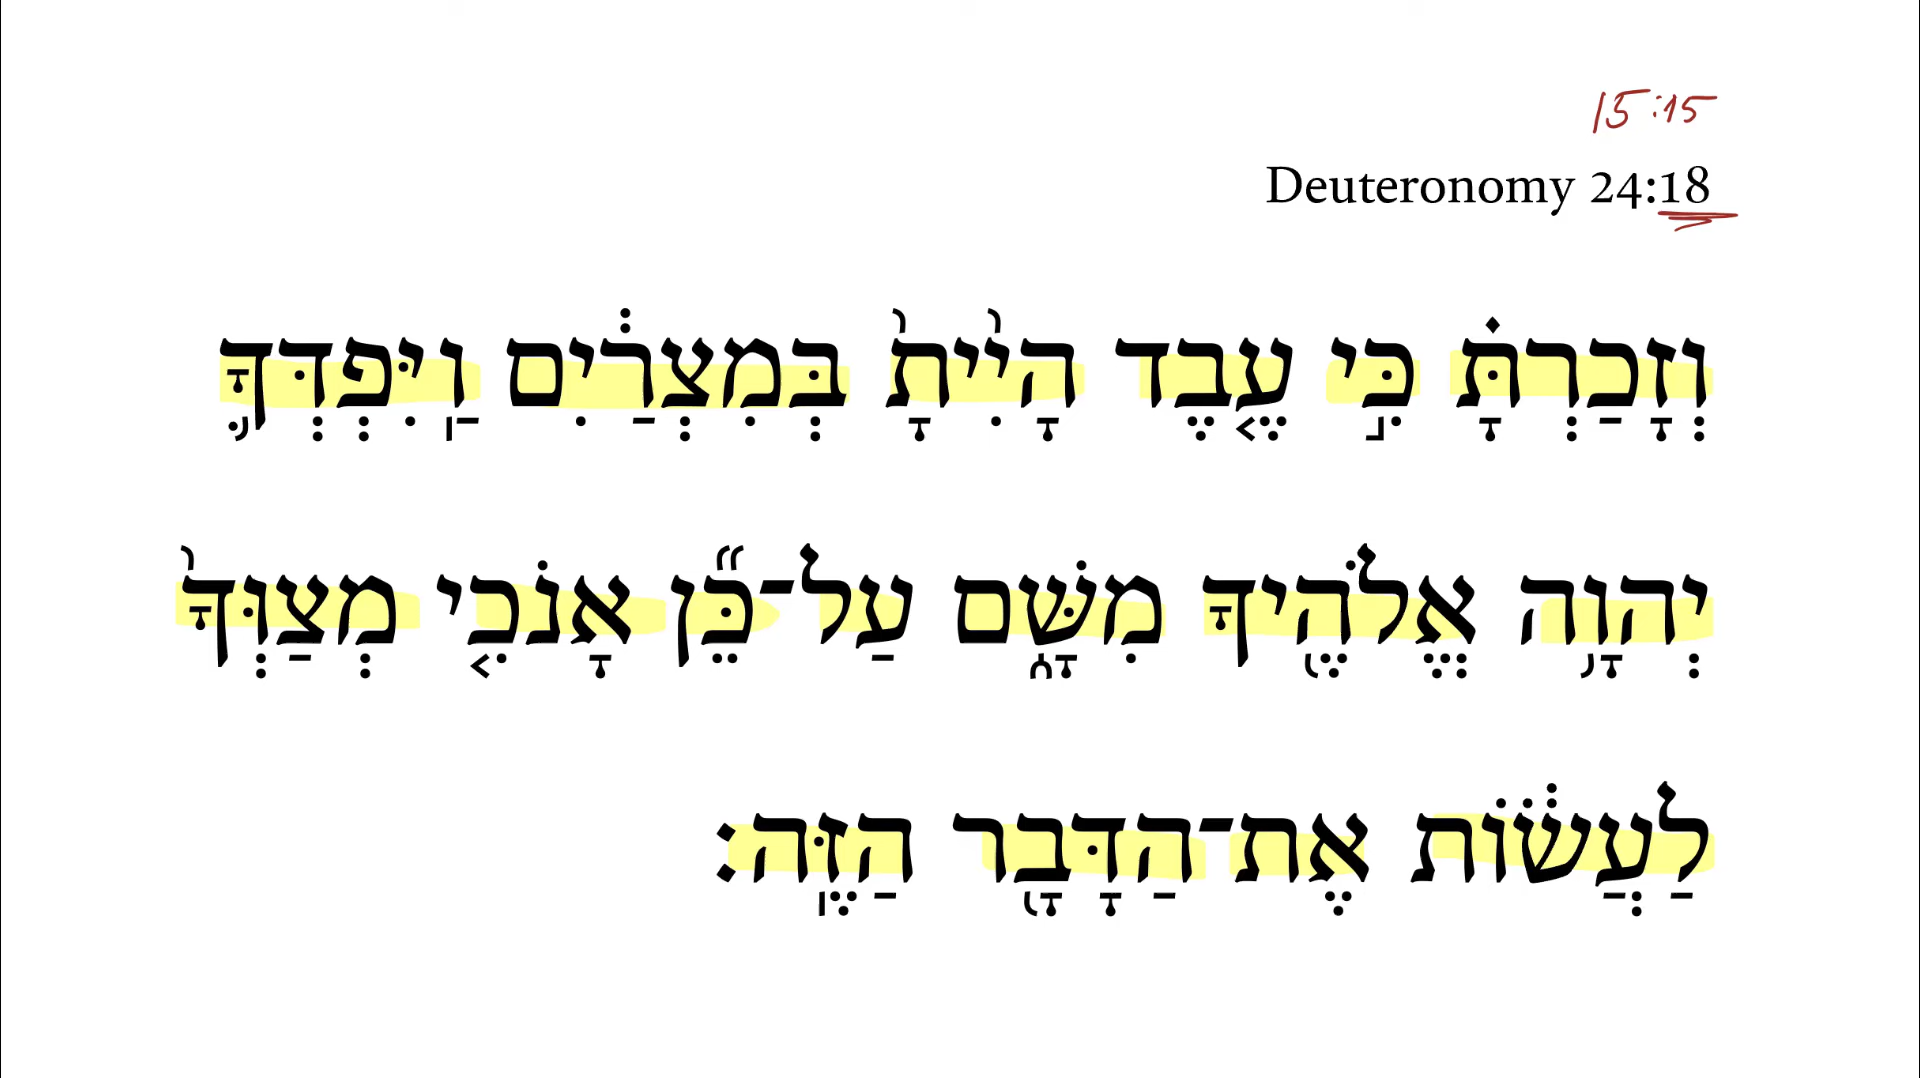 15:15
Deuteronomy 24:18
וְזָכַרְתָּ֗ כִּ֣י עֶ֤בֶד הָיִ֙יתָ֙ בְּמִצְרַ֔יִם וַֽיִּפְדְּךָ֛
יְהוָ֥ה אֱלֹהֶ֖יךָ מִשָּׁ֑ם עַל־כֵּ֞ן אָנֹכִ֤י מְצַוְּךָ֙
לַעֲשׂ֔וֹת אֶת־הַדָּבָ֖ר הַזֶּֽה׃